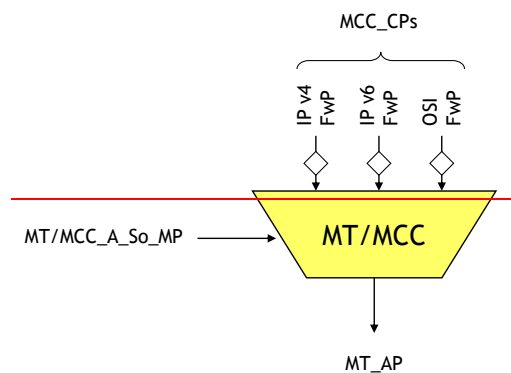 MCC_CPs
IP v4
FwP
IP v6
FwP
OSI
FwP
MT/MCC_A_So_MP
MT/MCC
MT_AP